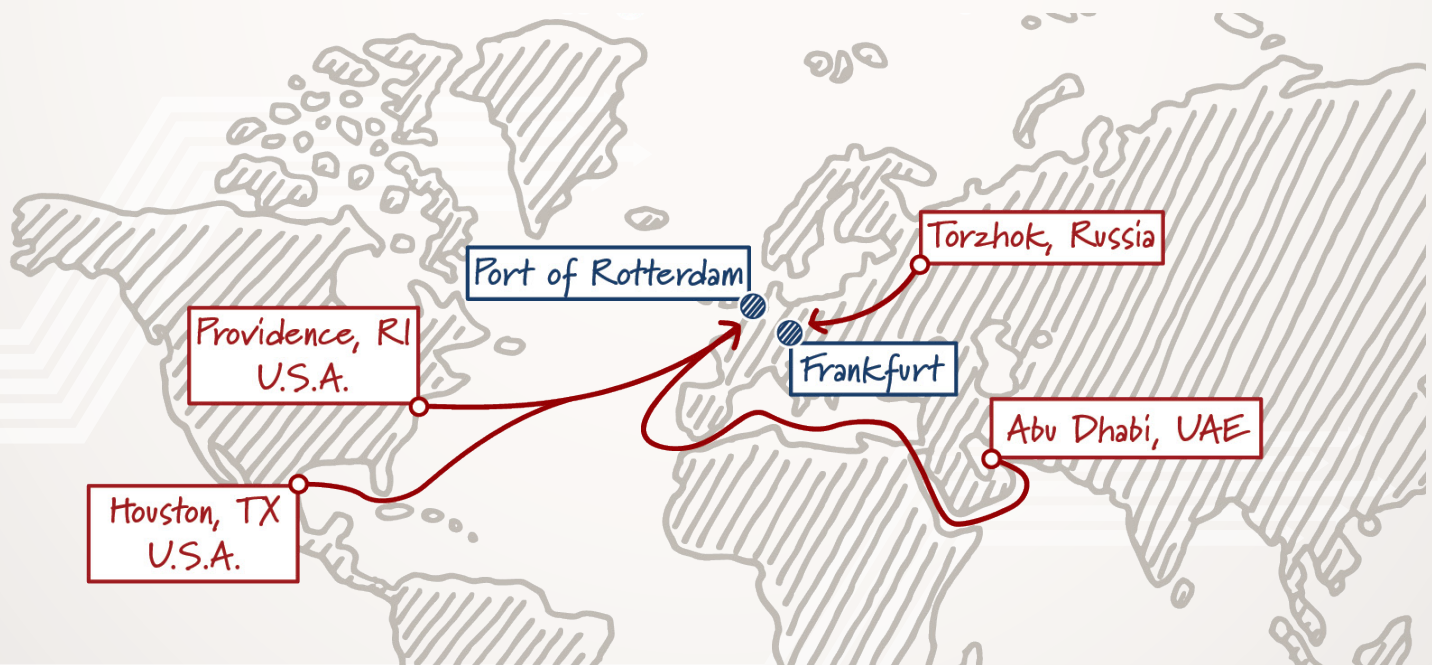 Port of Rotterdam
Torzhok, Russia
Providence, RI
U.S.A.
Frankfurt
Abu Dhabi, UAE
Houston, TX
U.S.A.